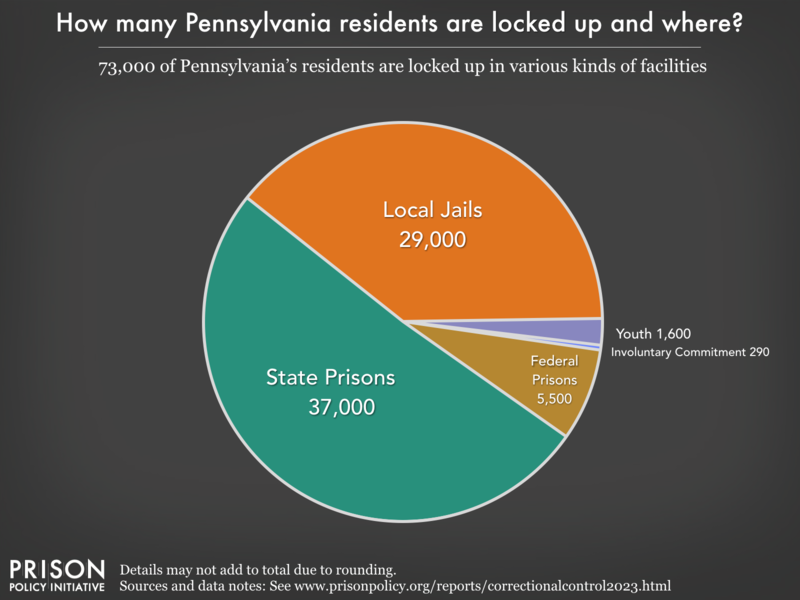 How many Pennsylvania residents are locked up and where?
73,000 of Pennsylvania’s residents are locked up in various kinds of facilities
Local Jails
29,000
Youth 1,600
Involuntary Commitment 290
Federal
Prisons
5,500
State Prisons
37,000
PRISON
POLICY INITIATIVE
Details may not add to total due to rounding.
Sources and data notes: See www.prisonpolicy.org/reports/correctionalcontrol2023.html